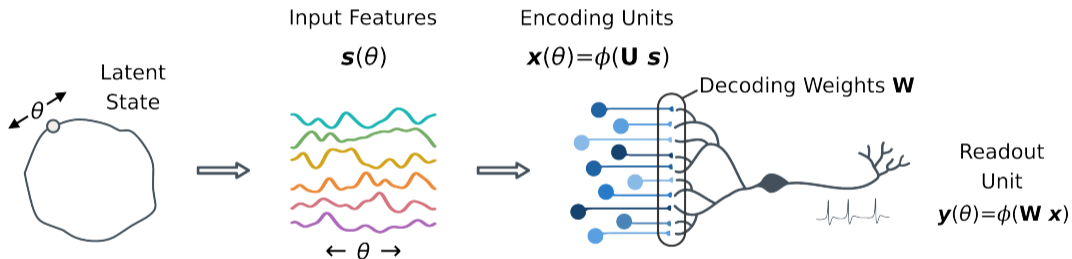 Latent
State
θ
Input Features
s(θ)
← θ →
Encoding Units
x(θ)=ϕ(U s)
Decoding Weights W
Readout
Unit
y(θ)=ϕ(W x)